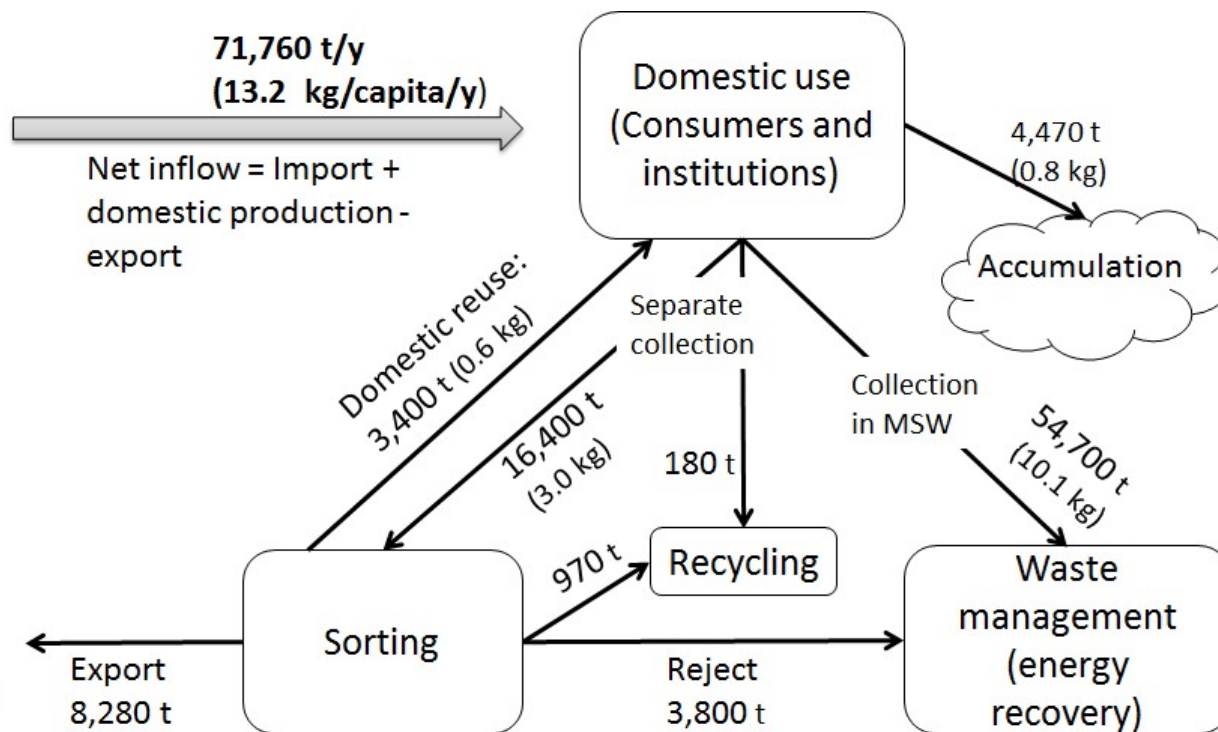 71,760 t/y
(13.2 kg/capita/y)
Net inflow = Import +
domestic production -
export
Domestic use
(Consumers and
institutions)
4,470 t
(0.8 kg)
Accumulation
Domestic reuse:
3,400 t (0.6 kg)
16,400 t
(3.0 kg)
Separate
collection
180 t
Collection
in MSW
54,700 t
(10.1 kg)
Sorting
970 t
Recycling
Waste
management
(energy
recovery)
Export
8,280 t
Reject
3,800 t